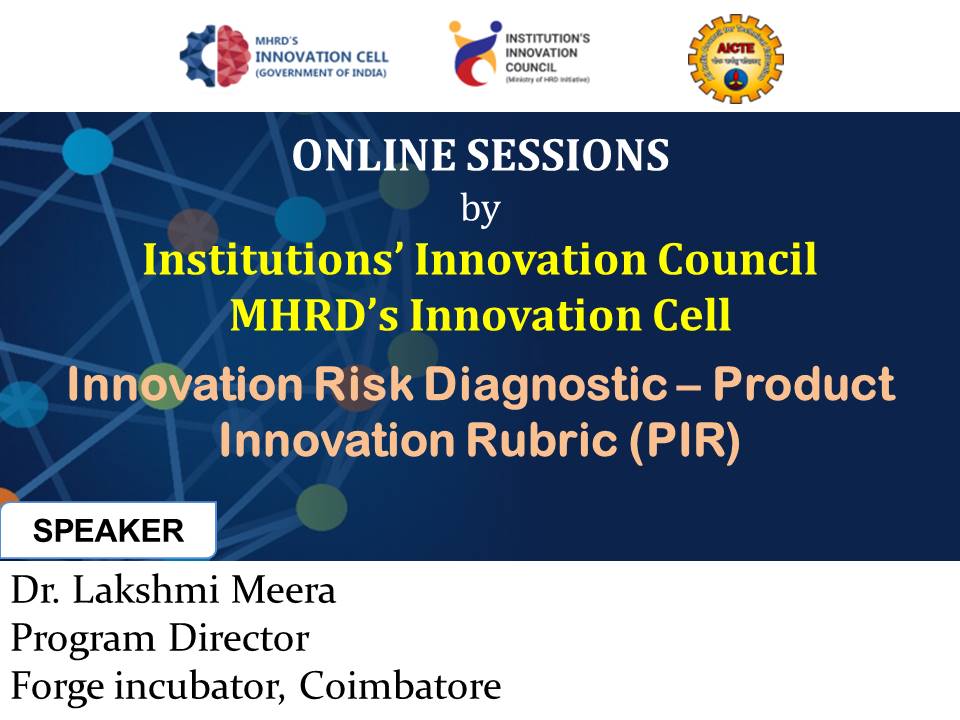 MHRD'S
INNOVATION CELL
(GOVERNMENT OF INDIA)
INSTITUTION'S
INNOVATION
COUNCIL
(Ministry of HRD Initiative)
AICTE
ONLINE SESSIONS
by
Institutions’ Innovation Council
MHRD’s Innovation Cell
Innovation Risk Diagnostic – Product
Innovation Rubric (PIR)
SPEAKER
Dr. Lakshmi Meera
Program Director
Forge incubator, Coimbatore